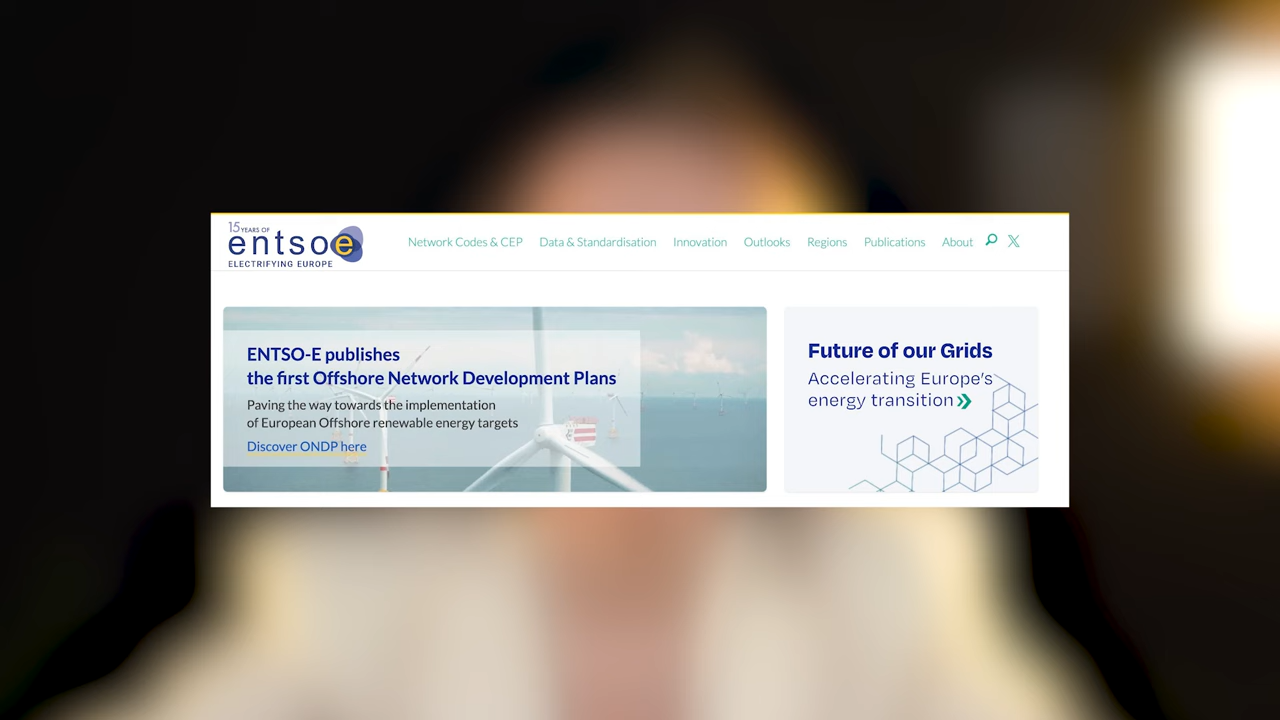 15 YEARS OF
entsoe
ELECTRIFYING EUROPE
Network Codes & CEP Data & Standardisation Innovation Outlooks Regions Publications About
ENTSO-E publishes
the first Offshore Network Development Plans
Paving the way towards the implementation
of European Offshore renewable energy targets
Discover ONDP here
Future of our Grids
Accelerating Europe's
energy transition